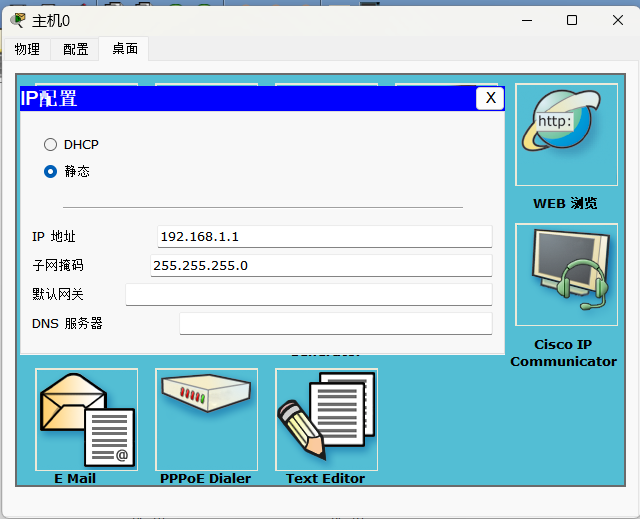 主机0
物理
配置
桌面
IP配置
X
DHCP
静态
IP 地址
192.168.1.1
子网掩码
255.255.255.0
默认网关
DNS 服务器
http:
WEB 浏览
Cisco IP
Communicator
@
E Mail
PPPoE Dialer
Text Editor